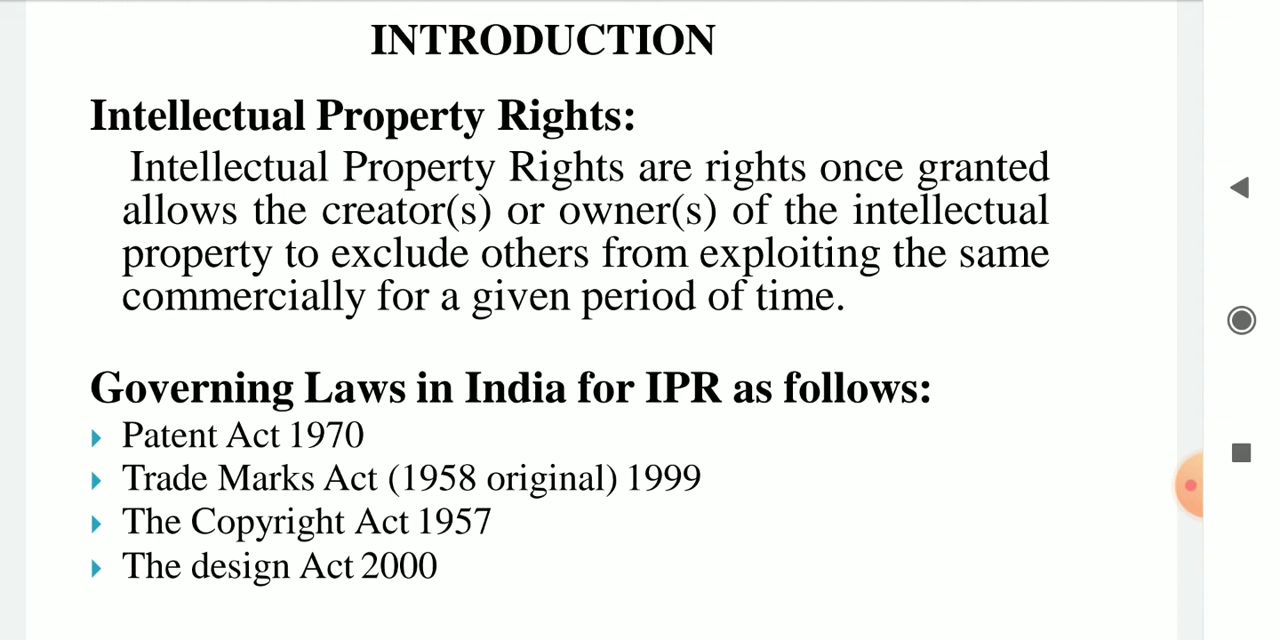 INTRODUCTION
Intellectual Property Rights:
Intellectual Property Rights are rights once granted
allows the creator(s) or owner(s) of the intellectual
property to exclude others from exploiting the same
commercially for a given period of time.
Governing Laws in India for IPR as follows:
Patent Act 1970
Trade Marks Act (1958 original) 1999
The Copyright Act 1957
The design Act 2000